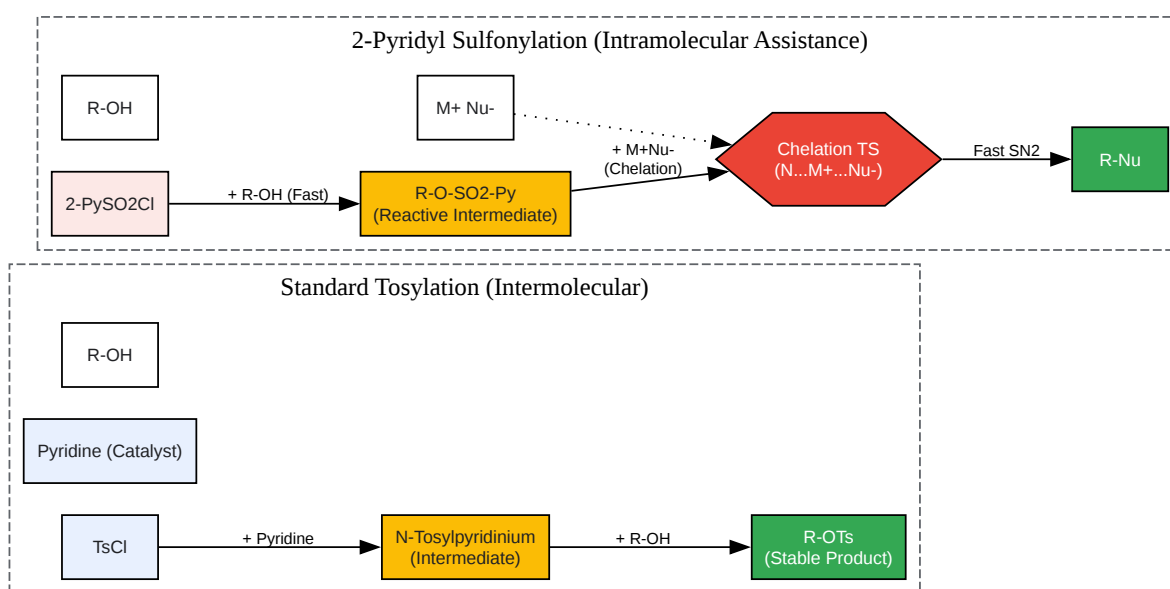 2-Pyridyl Sulfonylation (Intramolecular Assistance)
R-OH
M+ Nu-
2-PySO2Cl
+ R-OH (Fast)
R-O-SO2-Py
(Reactive Intermediate)
+ M+Nu-
(Chelation)
Chelation TS
(N...M+...Nu-)
Fast SN2
R-Nu
Standard Tosylation (Intermolecular)
R-OH
Pyridine (Catalyst)
TsCl
+ Pyridine
N-Tosylpyridinium
(Intermediate)
+ R-OH
R-OTs
(Stable Product)